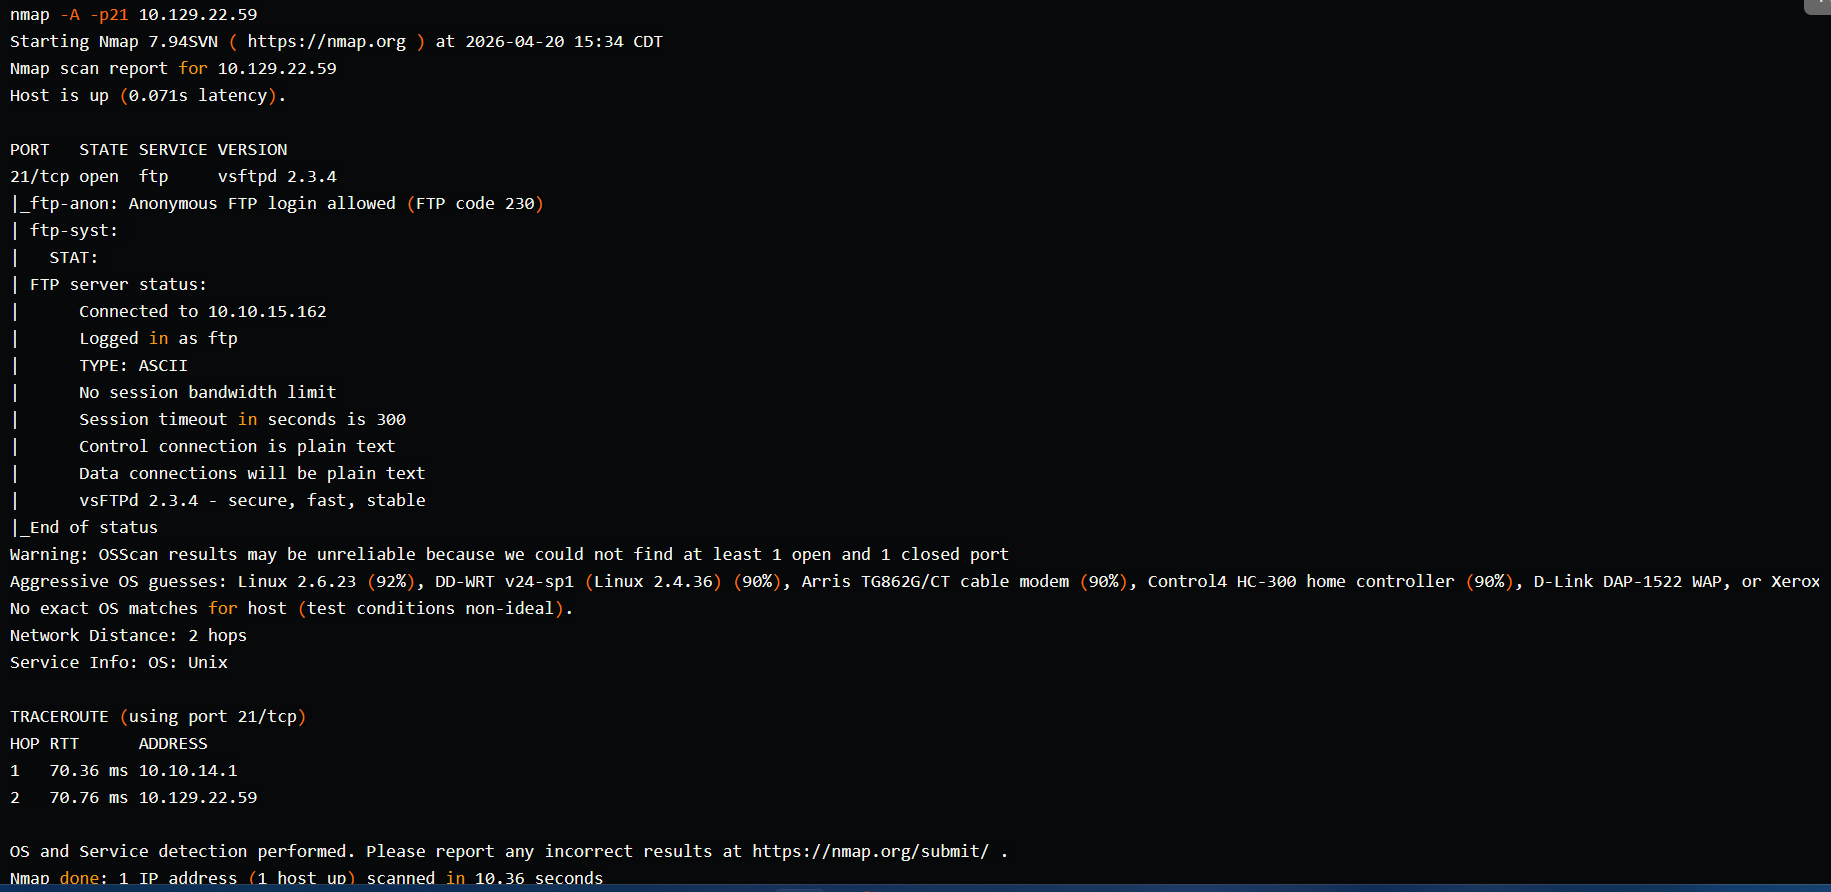 nmap -A -p21 10.129.22.59
Starting Nmap 7.94SVN ( https://nmap.org ) at 2026-04-20 15:34 CDT
Nmap scan report for 10.129.22.59
Host is up (0.071s latency).
PORT   STATE SERVICE VERSION
21/tcp open  ftp     vsftpd 2.3.4
|_ftp-anon: Anonymous FTP login allowed (FTP code 230)
| ftp-syst:
|   STAT:
| FTP server status:
|      Connected to 10.10.15.162
|      Logged in as ftp
|      TYPE: ASCII
|      No session bandwidth limit
|      Session timeout in seconds is 300
|      Control connection is plain text
|      Data connections will be plain text
|      vsFTPd 2.3.4 - secure, fast, stable
|_End of status
Warning: OSScan results may be unreliable because we could not find at least 1 open and 1 closed port
Aggressive OS guesses: Linux 2.6.23 (92%), DD-WRT v24-sp1 (Linux 2.4.36) (90%), Arris TG862G/CT cable modem (90%), Control4 HC-300 home controller (90%), D-Link DAP-1522 WAP, or Xerox
No exact OS matches for host (test conditions non-ideal).
Network Distance: 2 hops
Service Info: OS: Unix
TRACEROUTE (using port 21/tcp)
HOP RTT      ADDRESS
1   70.36 ms 10.10.14.1
2   70.76 ms 10.129.22.59
OS and Service detection performed. Please report any incorrect results at https://nmap.org/submit/ .
Nmap done: 1 IP address (1 host up) scanned in 10.36 seconds